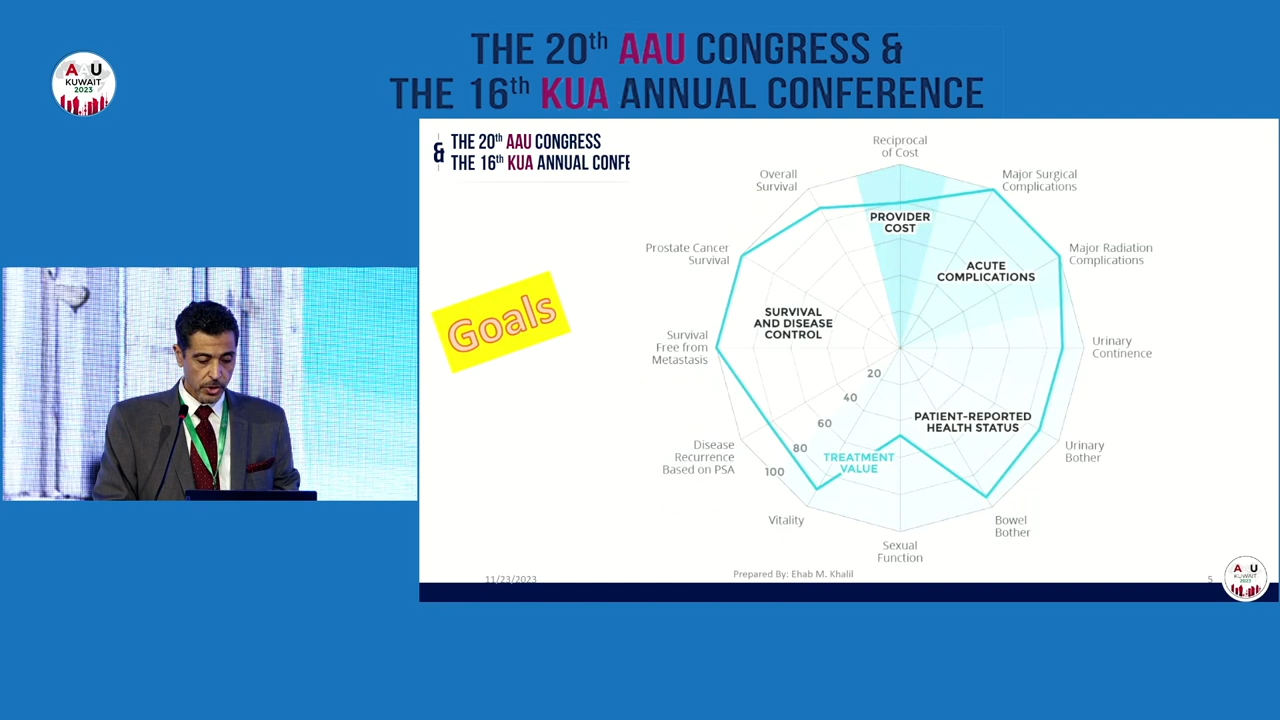 THE 20th AAU CONGRESS &
THE 16th KUA ANNUAL CONFERENCE
AAU
KUWAIT
2023
& THE 20th AAU CONGRESS
THE 16th KUA ANNUAL CONFE
Goals
Reciprocal
of Cost
Major Surgical
Complications
Major Radiation
Complications
Urinary
Continence
Urinary
Bother
Bowel
Bother
Sexual
Function
Vitality
Disease
Recurrence
Based on PSA
Survival
Free from
Metastasis
Prostate Cancer
Survival
Overall
Survival
PROVIDER
COST
ACUTE
COMPLICATIONS
SURVIVAL
AND DISEASE
CONTROL
PATIENT-REPORTED
HEALTH STATUS
TREATMENT
VALUE
20
40
60
80
100
11/23/2023
Prepared By: Ehab M. Khalil
5
AAU
KUWAIT
2023